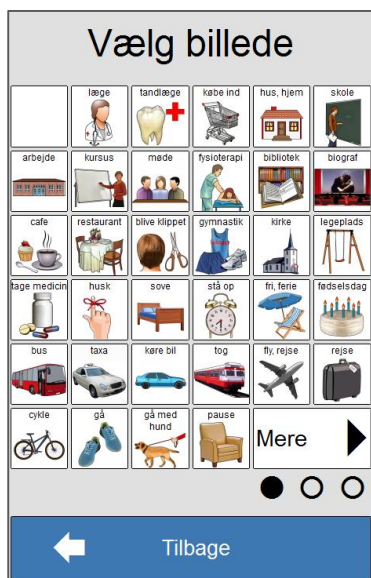 Vælg billede
læge
tandlæge
købe ind
hus, hjem
skole
arbejde
kursus
møde
fysioterapi
bibliotek
biograf
cafe
restaurant
blive klippet
gymnastik
kirke
legeplads
tage medicin
husk
sove
stå op
fri, ferie
fødselsdag
bus
taxa
køre bil
tog
fly, rejse
rejse
cykle
gå
gå med
hund
pause
Mere
Tilbage